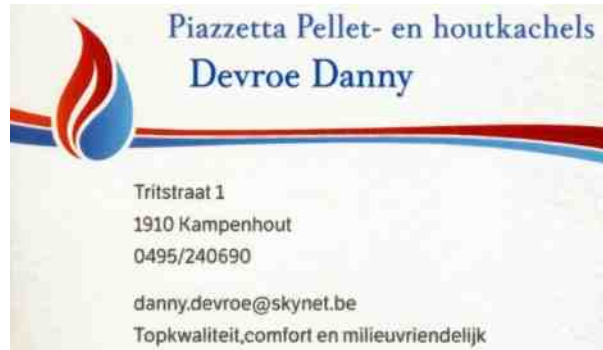 Piazzetta Pellet- en houtkachels
Devroe Danny
Tritstraat 1
1910 Kampenhout
0495/240690
danny.devroe@skynet.be
Topkwaliteit,comfort en milieuvriendelijk